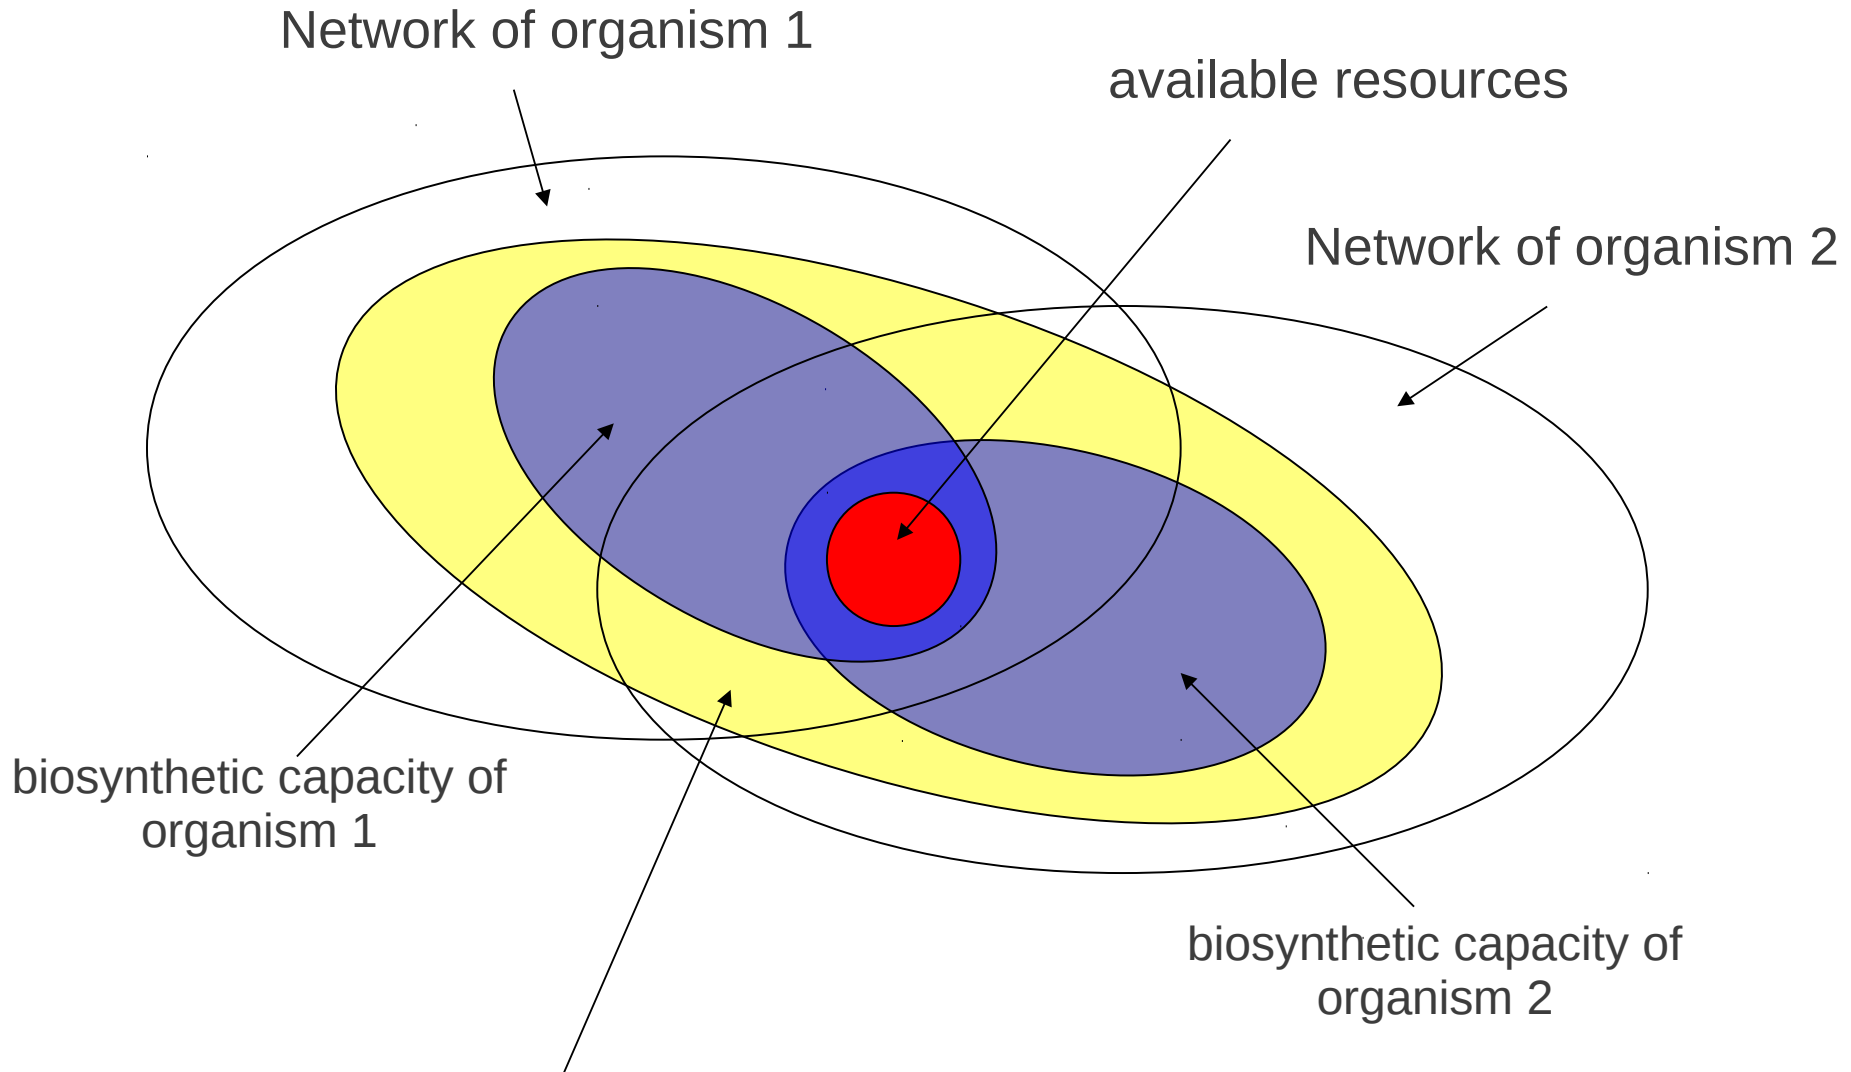 Network of organism 1
available resources
Network of organism 2
biosynthetic capacity of
organism 1
biosynthetic capacity of
organism 2